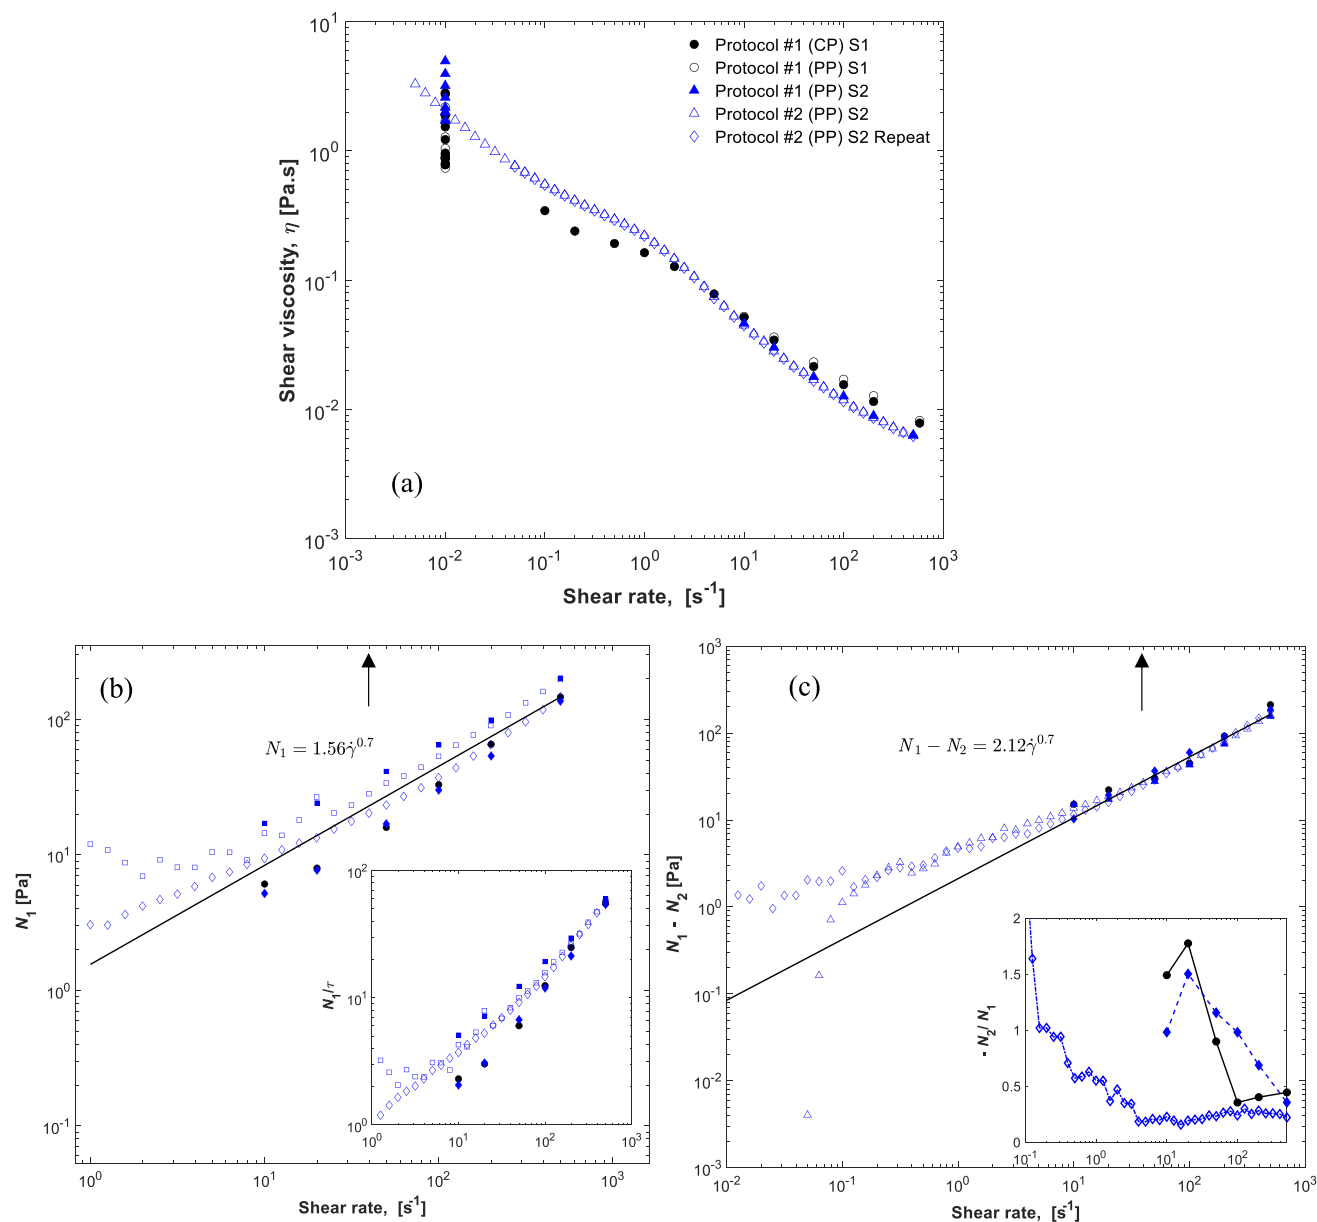 10^1
10^0
10^-1
10^-2
10^-3
Shear viscosity, η [Pa.s]
Protocol #1 (CP) S1
Protocol #1 (PP) S1
Protocol #1 (PP) S2
Protocol #2 (PP) S2
Protocol #2 (PP) S2 Repeat
(a)
10^-3 10^-2 10^-1 10^0 10^1 10^2 10^3
Shear rate, [s^-1]
(b)
10^2
10^1
10^0
10^-1
N_1 [Pa]
N_1 = 1.56γ̇^0.7
10^2
10^1
10^0
N_1/τ
10^0 10^1 10^2 10^3
10^0 10^1 10^2 10^3
Shear rate, [s^-1]
(c)
10^3
10^2
10^1
10^0
10^-1
10^-2
10^-3
N_1 - N_2 [Pa]
N_1 − N_2 = 2.12γ̇^0.7
2
1.5
1
0.5
0
- N_2/ N_1
10^-1 10^0 10^1 10^2
10^-2 10^-1 10^0 10^1 10^2 10^3
Shear rate, [s^-1]